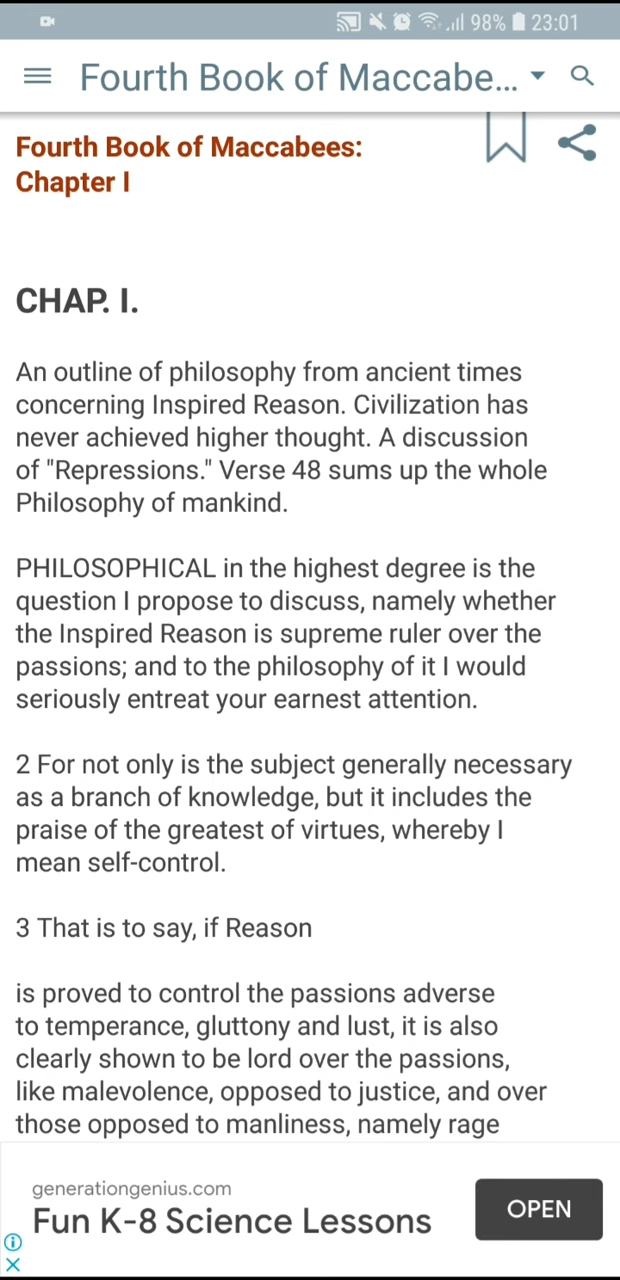 98% 23:01
Fourth Book of Maccabe...
Fourth Book of Maccabees:
Chapter I
CHAP. I.
An outline of philosophy from ancient times
concerning Inspired Reason. Civilization has
never achieved higher thought. A discussion
of "Repressions." Verse 48 sums up the whole
Philosophy of mankind.
PHILOSOPHICAL in the highest degree is the
question I propose to discuss, namely whether
the Inspired Reason is supreme ruler over the
passions; and to the philosophy of it I would
seriously entreat your earnest attention.
2 For not only is the subject generally necessary
as a branch of knowledge, but it includes the
praise of the greatest of virtues, whereby I
mean self-control.
3 That is to say, if Reason
is proved to control the passions adverse
to temperance, gluttony and lust, it is also
clearly shown to be lord over the passions,
like malevolence, opposed to justice, and over
those opposed to manliness, namely rage
generationgenius.com
Fun K-8 Science Lessons
OPEN